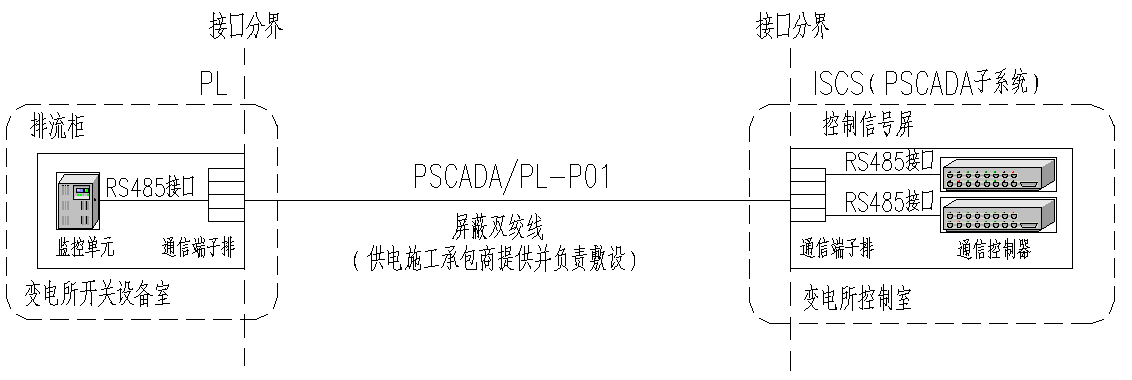 接口分界
接口分界
PL
ISCS(PSCADA子系统)
排流柜
控制信号屏
RS485接口
RS485接口
PSCADA/PL-P01
RS485接口
屏蔽双绞线
监控单元
通信端子排
通信端子排
通信控制器
(供电施工承包商提供并负责敷设)
变电所开关设备室
变电所控制室